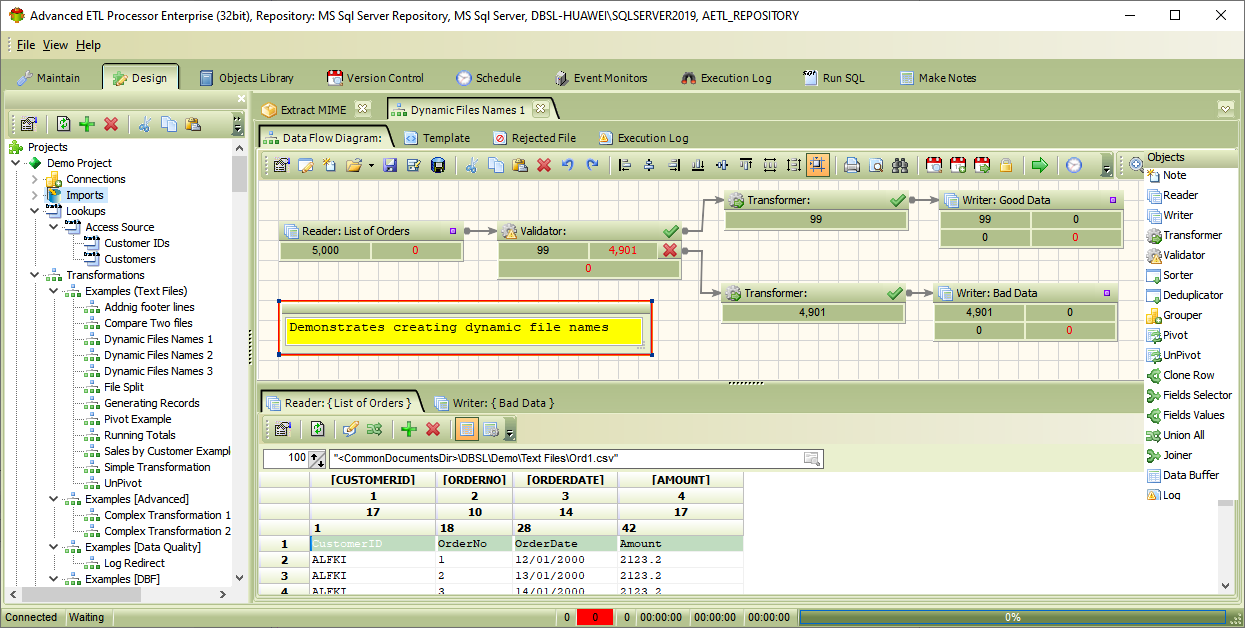 Advanced ETL Processor Enterprise (32bit), Repository: MS Sql Server Repository, MS Sql Server, DBSL-HUAWEI\SQLSERVER2019, AETL_REPOSITORY
File View Help
Maintain Design Objects Library Version Control Schedule Event Monitors Execution Log Run SQL Make Notes
Extract MIME Dynamic Files Names 1
Data Flow Diagram: Template Rejected File Execution Log
Projects
Demo Project
Connections
Imports
Lookups
Access Source
Customer IDs
Customers
Transformations
Examples (Text Files)
Addnig footer lines
Compare Two files
Dynamic Files Names 1
Dynamic Files Names 2
Dynamic Files Names 3
File Split
Generating Records
Pivot Example
Running Totals
Sales by Customer Exampl
Simple Transformation
UnPivot
Examples [Advanced]
Complex Transformation 1
Complex Transformation 2
Examples [Data Quality]
Log Redirect
Examples [DBF]
Reader: List of Orders
5,000 0
Validator:
99 4,901
0
Transformer:
99
Writer: Good Data
99 0
0 0
Transformer:
4,901
Writer: Bad Data
4,901 0
0 0
Demonstrates creating dynamic file names
Objects
Note
Reader
Writer
Transformer
Validator
Sorter
Deduplicator
Grouper
Pivot
UnPivot
Clone Row
Fields Selector
Fields Values
Union All
Joiner
Data Buffer
Log
Reader: {List of Orders } Writer: { Bad Data }
100 "<CommonDocumentsDir>\DBSL\Demo\Text Files\Ord1.csv"
[CUSTOMERID] [ORDERNO] [ORDERDATE] [AMOUNT]
1 2 3 4
17 10 14 17
1 18 28 42
1 CustomerID OrderNo OrderDate Amount
2 ALFKI 1 12/01/2000 2123.2
3 ALFKI 2 13/01/2000 2123.2
4 ALFKI 3 14/01/2000 2123.2
Connected Waiting 0 0 0 00:00:00 00:00:00 00:00:00 0%